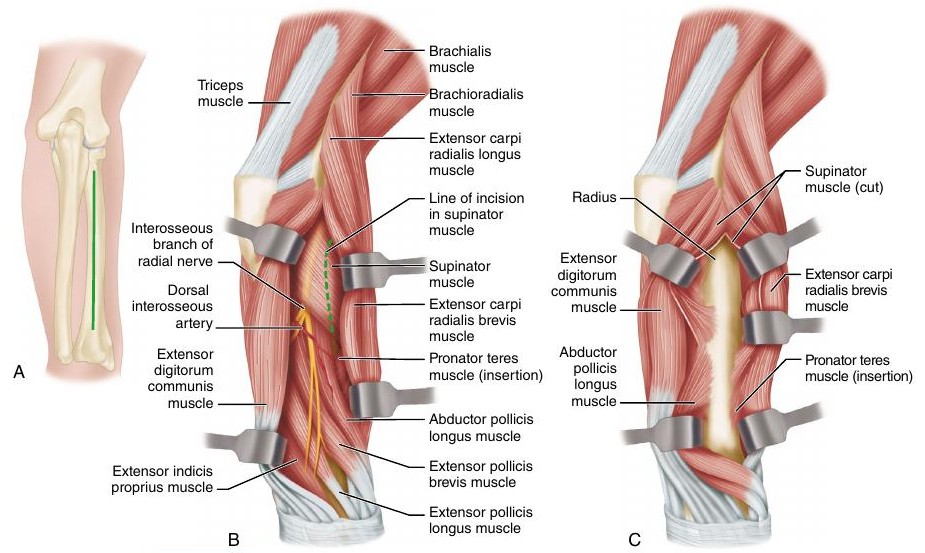 A
Triceps
muscle
Interosseous
branch of
radial nerve
Dorsal
interosseous
artery
Extensor
digitorum
communis
muscle
Extensor indicis
proprius muscle
Brachialis
muscle
Brachioradialis
muscle
Extensor carpi
radialis longus
muscle
Line of incision
in supinator
muscle
Supinator
muscle
Extensor carpi
radialis brevis
muscle
Pronator teres
muscle (insertion)
Abductor pollicis
longus muscle
Extensor pollicis
brevis muscle
Extensor pollicis
longus muscle
B
Radius
Extensor
digitorum
communis
muscle
Abductor
pollicis
longus
muscle
Supinator
muscle (cut)
Extensor carpi
radialis brevis
muscle
Pronator teres
muscle (insertion)
C